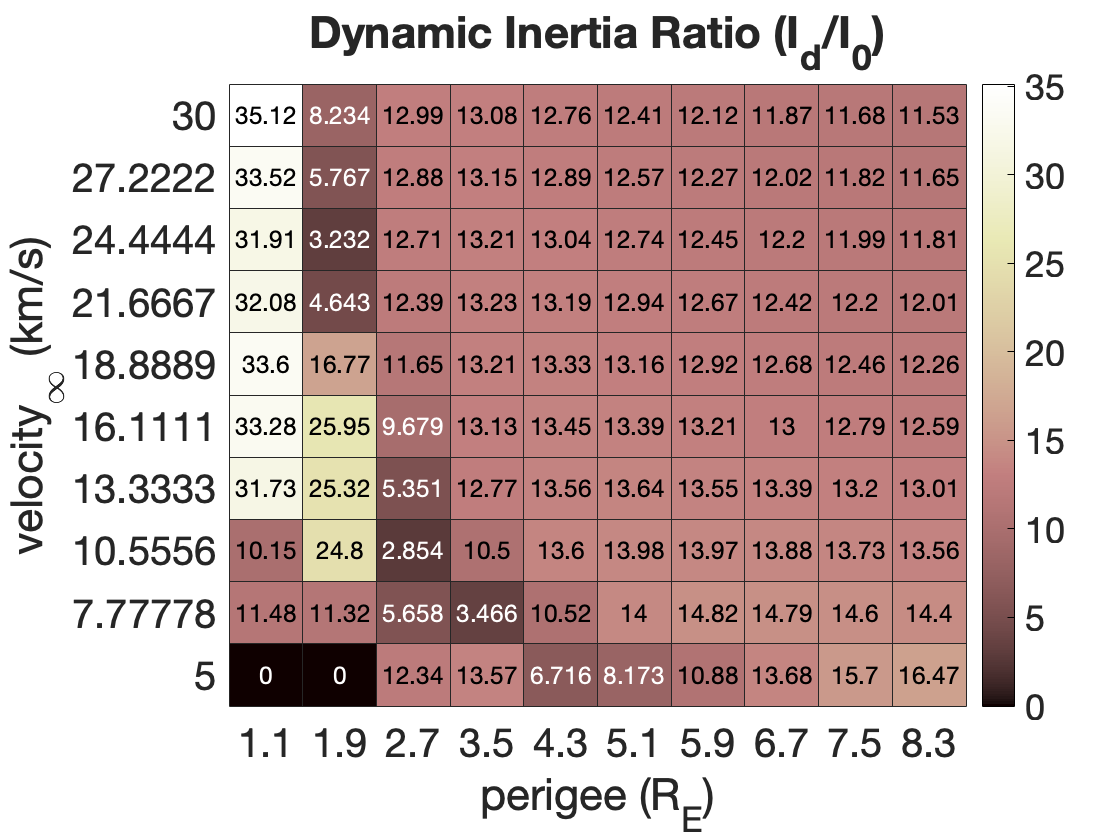 Dynamic Inertia Ratio (I_d/I_0)
30 35.12 8.234 12.99 13.08 12.76 12.41 12.12 11.87 11.68 11.53
27.2222 33.52 5.767 12.88 13.15 12.89 12.57 12.27 12.02 11.82 11.65
24.4444 31.91 3.232 12.71 13.21 13.04 12.74 12.45 12.2 11.99 11.81
21.6667 32.08 4.643 12.39 13.23 13.19 12.94 12.67 12.42 12.2 12.01
18.8889 33.6 16.77 11.65 13.21 13.33 13.16 12.92 12.68 12.46 12.26
16.1111 33.28 25.95 9.679 13.13 13.45 13.39 13.21 13 12.79 12.59
13.3333 31.73 25.32 5.351 12.77 13.56 13.64 13.55 13.39 13.2 13.01
10.5556 10.15 24.8 2.854 10.5 13.6 13.98 13.97 13.88 13.73 13.56
7.77778 11.48 11.32 5.658 3.466 10.52 14 14.82 14.79 14.6 14.4
5 0 0 12.34 13.57 6.716 8.173 10.88 13.68 15.7 16.47
1.1 1.9 2.7 3.5 4.3 5.1 5.9 6.7 7.5 8.3
perigee (R_E)
velocity_∞ (km/s)
35
30
25
20
15
10
5
0